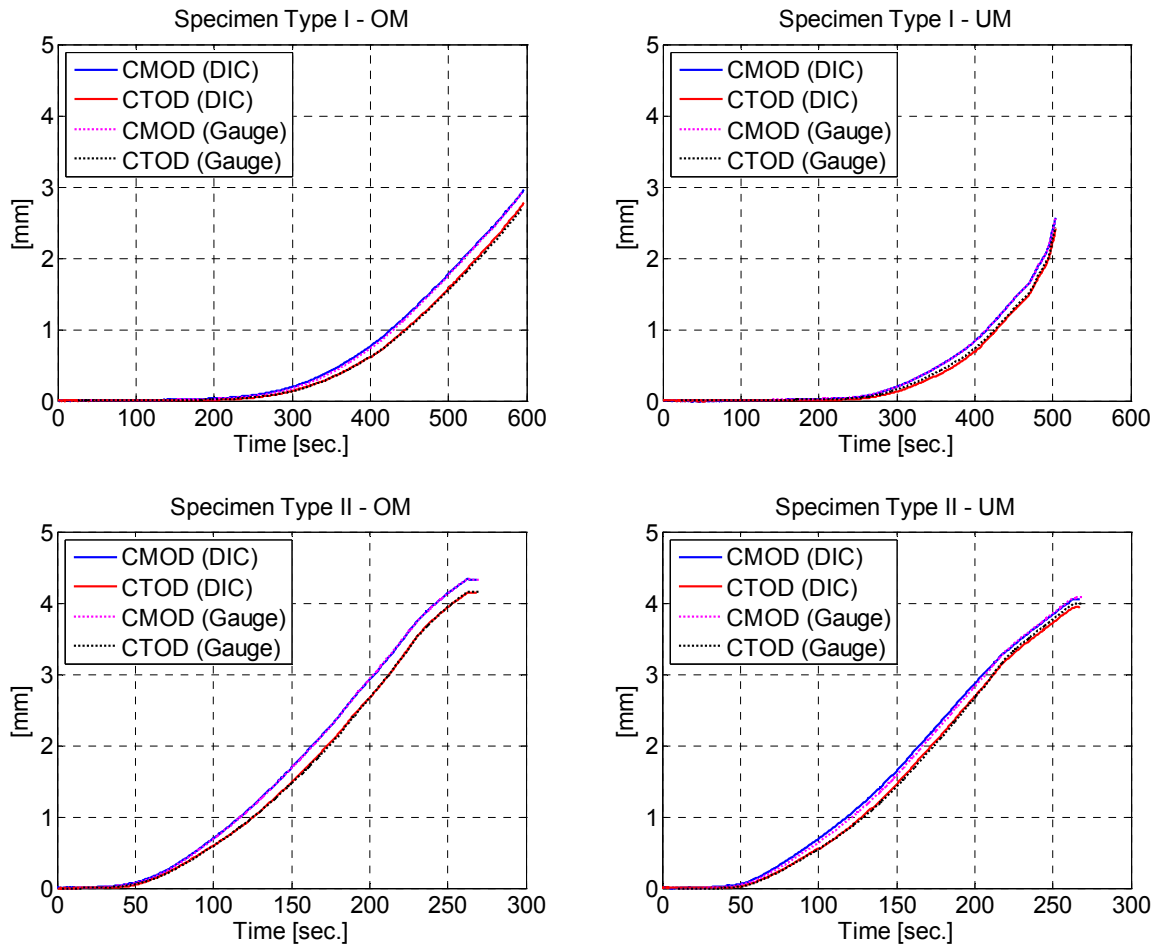 Specimen Type I - OM
5
4
3
2
1
0
[mm]
CMOD (DIC)
CTOD (DIC)
CMOD (Gauge)
CTOD (Gauge)
0 100 200 300 400 500 600
Time [sec.]
Specimen Type I - UM
5
4
3
2
1
0
[mm]
CMOD (DIC)
CTOD (DIC)
CMOD (Gauge)
CTOD (Gauge)
0 100 200 300 400 500 600
Time [sec.]
Specimen Type II - OM
5
4
3
2
1
0
[mm]
CMOD (DIC)
CTOD (DIC)
CMOD (Gauge)
CTOD (Gauge)
0 50 100 150 200 250 300
Time [sec.]
Specimen Type II - UM
5
4
3
2
1
0
[mm]
CMOD (DIC)
CTOD (DIC)
CMOD (Gauge)
CTOD (Gauge)
0 50 100 150 200 250 300
Time [sec.]